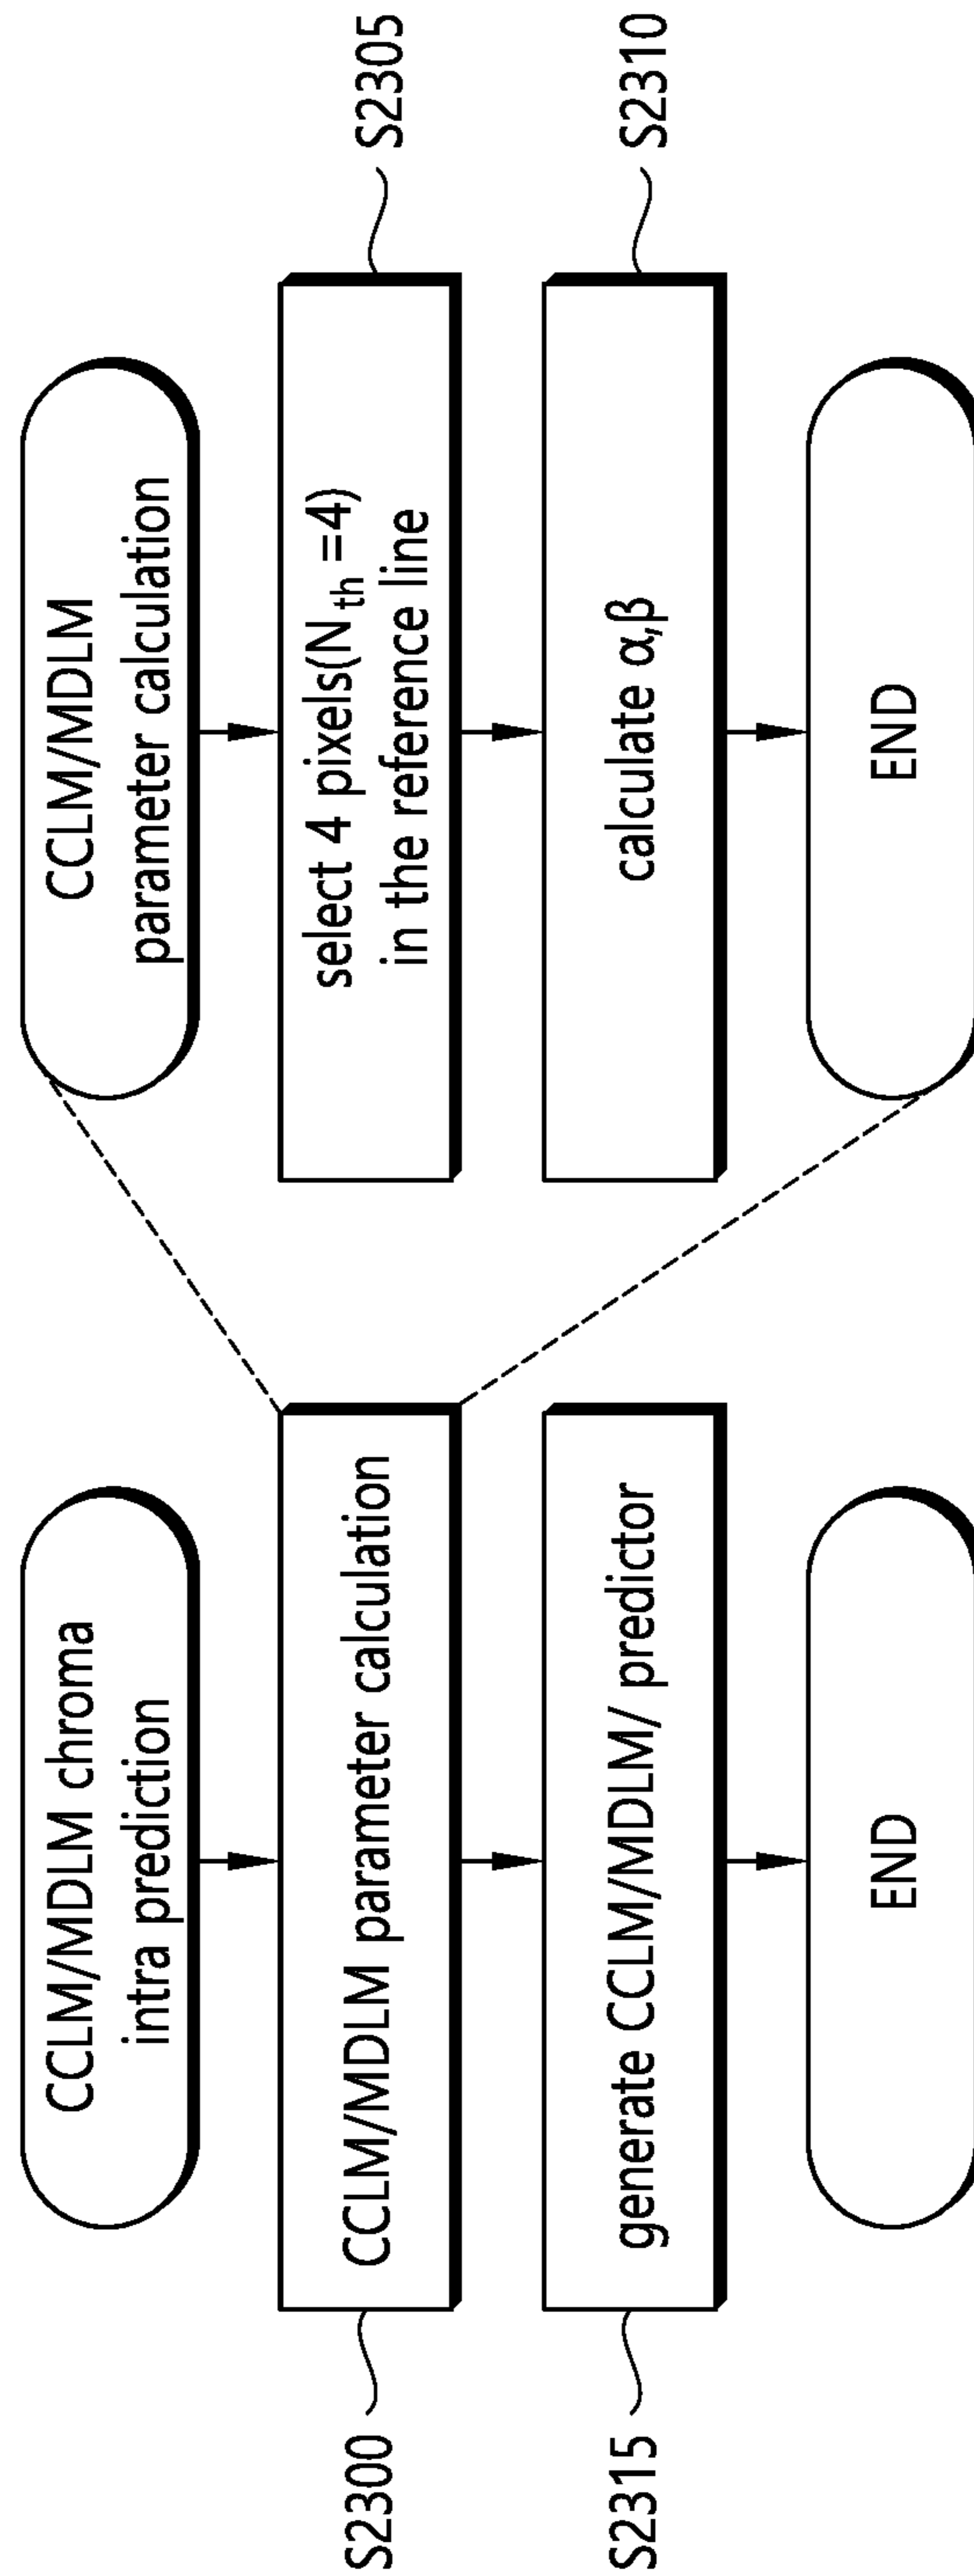 CCLM/MDLM chroma
intra prediction
S2300
CCLM/MDLM parameter calculation
S2315
generate CCLM/MDLM/ predictor
END
CCLM/MDLM
parameter calculation
select 4 pixels(N th =4)
in the reference line
S2305
calculate α,β
S2310
END